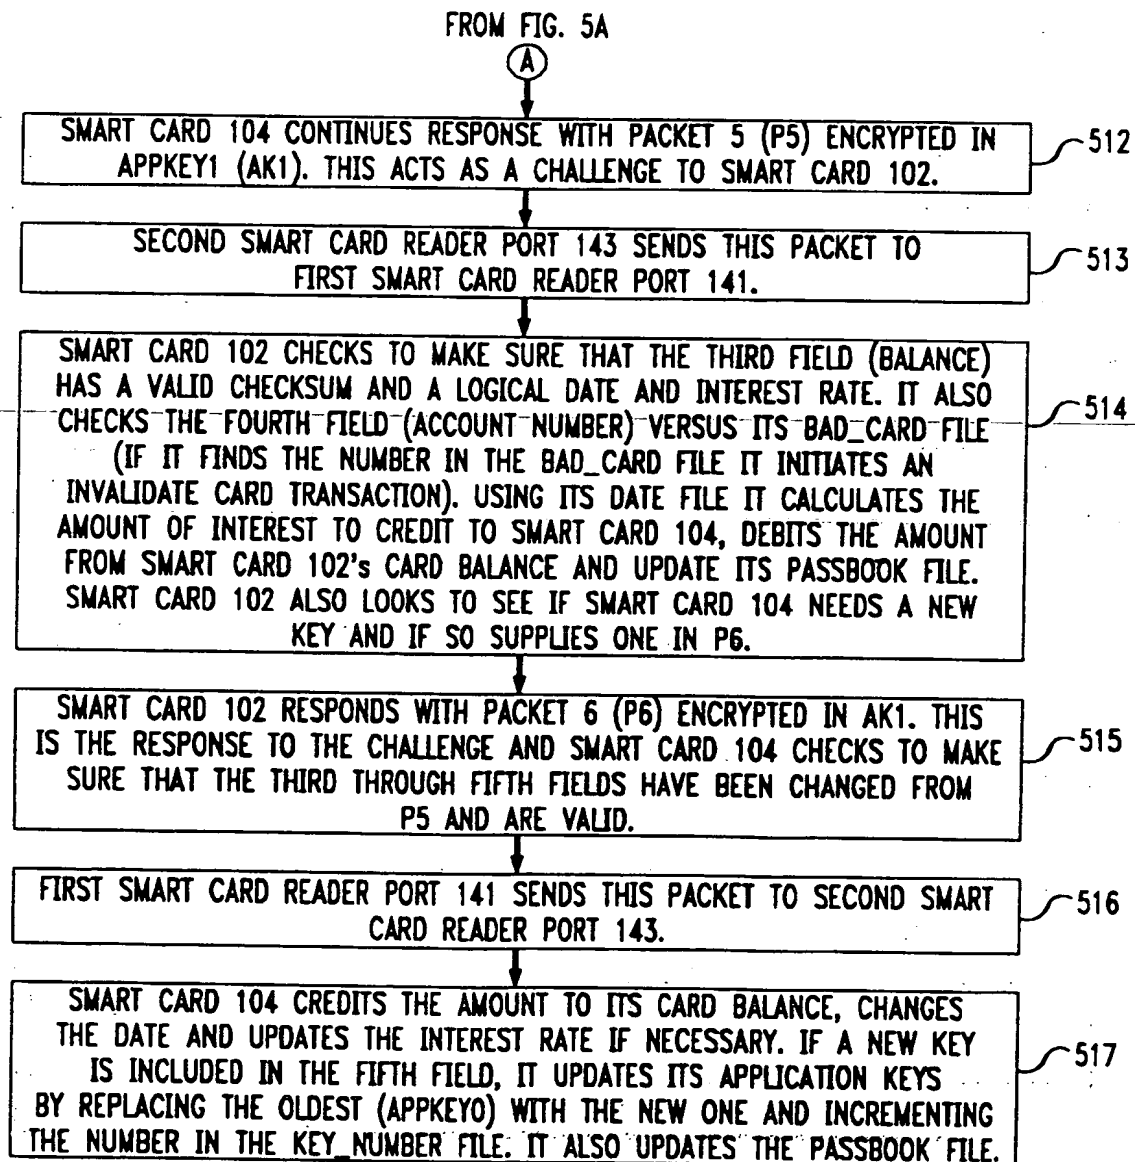 FROM FIG. 5A
A
SMART CARD 104 CONTINUES RESPONSE WITH PACKET 5 (P5) ENCRYPTED IN
APPKEY1 (AK1). THIS ACTS AS A CHALLENGE TO SMART CARD 102.
512
SECOND SMART CARD READER PORT 143 SENDS THIS PACKET TO
FIRST SMART CARD READER PORT 141.
513
SMART CARD 102 CHECKS TO MAKE SURE THAT THE THIRD FIELD (BALANCE)
HAS A VALID CHECKSUM AND A LOGICAL DATE AND INTEREST RATE. IT ALSO
CHECKS THE FOURTH FIELD (ACCOUNT NUMBER) VERSUS ITS BAD_CARD FILE
(IF IT FINDS THE NUMBER IN THE BAD_CARD FILE IT INITIATES AN
INVALIDATE CARD TRANSACTION). USING ITS DATE FILE IT CALCULATES THE
AMOUNT OF INTEREST TO CREDIT TO SMART CARD 104, DEBITS THE AMOUNT
FROM SMART CARD 102's CARD BALANCE AND UPDATE ITS PASSBOOK FILE.
SMART CARD 102 ALSO LOOKS TO SEE IF SMART CARD 104 NEEDS A NEW
KEY AND IF SO SUPPLIES ONE IN P6.
514
SMART CARD 102 RESPONDS WITH PACKET 6 (P6) ENCRYPTED IN AK1. THIS
IS THE RESPONSE TO THE CHALLENGE AND SMART CARD 104 CHECKS TO MAKE
SURE THAT THE THIRD THROUGH FIFTH FIELDS HAVE BEEN CHANGED FROM
P5 AND ARE VALID.
515
FIRST SMART CARD READER PORT 141 SENDS THIS PACKET TO SECOND SMART
CARD READER PORT 143.
516
SMART CARD 104 CREDITS THE AMOUNT TO ITS CARD BALANCE, CHANGES
THE DATE AND UPDATES THE INTEREST RATE IF NECESSARY. IF A NEW KEY
IS INCLUDED IN THE FIFTH FIELD, IT UPDATES ITS APPLICATION KEYS
BY REPLACING THE OLDEST (APPKEY0) WITH THE NEW ONE AND INCREMENTING
THE NUMBER IN THE KEY_NUMBER FILE. IT ALSO UPDATES THE PASSBOOK FILE.
517